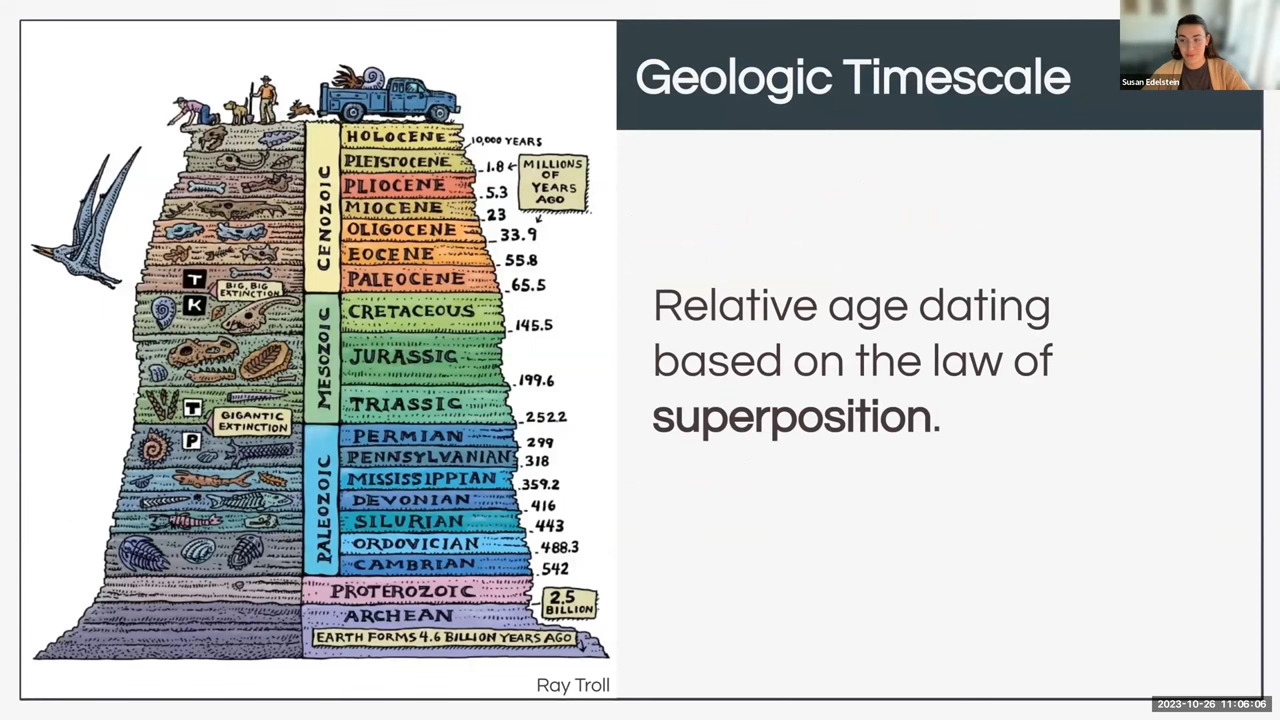 Geologic Timescale
Susan Edelstein
HOLOCENE
10,000 YEARS
PLEISTOCENE
1.8
MILLIONS
OF
YEARS
AGO
PLIOCENE
5.3
MIOCENE
23
OLIGOCENE
33.9
EOCENE
55.8
PALEOCENE
65.5
CENOZOIC
T
BIG, BIG
EXTINCTION
K
CRETACEOUS
145.5
JURASSIC
199.6
TRIASSIC
252.2
MESOZOIC
T
GIGANTIC
EXTINCTION
P
PERMIAN
299
PENNSYLVANIAN
318
MISSISSIPPIAN
359.2
DEVONIAN
416
SILURIAN
443
ORDOVICIAN
488.3
CAMBRIAN
542
PALEOZOIC
PROTEROZOIC
2.5
BILLION
ARCHEAN
EARTH FORMS 4.6 BILLION YEARS AGO
Ray Troll
Relative age dating
based on the law of
superposition.
2023-10-26 11:06:06